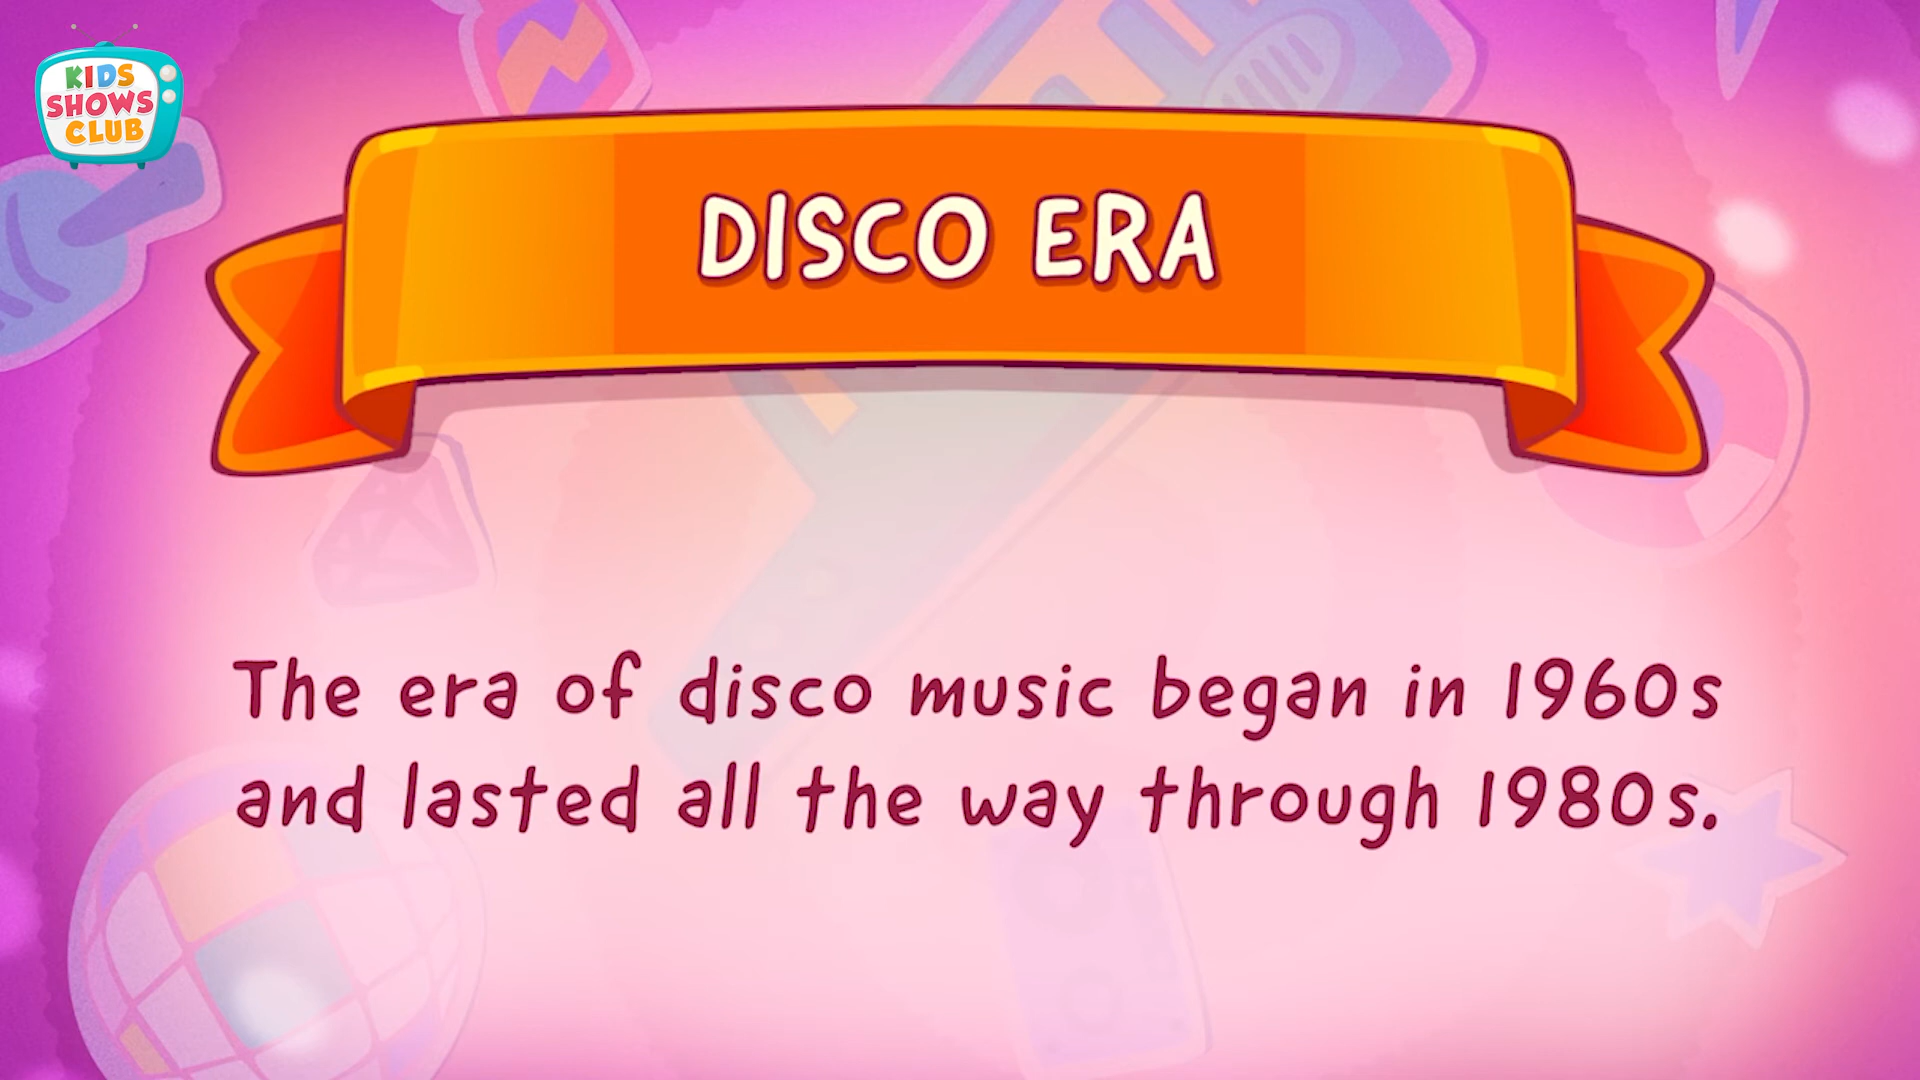 KIDS
SHOWS
CLUB
DISCO ERA
The era of disco music began in 1960s
and lasted all the way through 1980s.